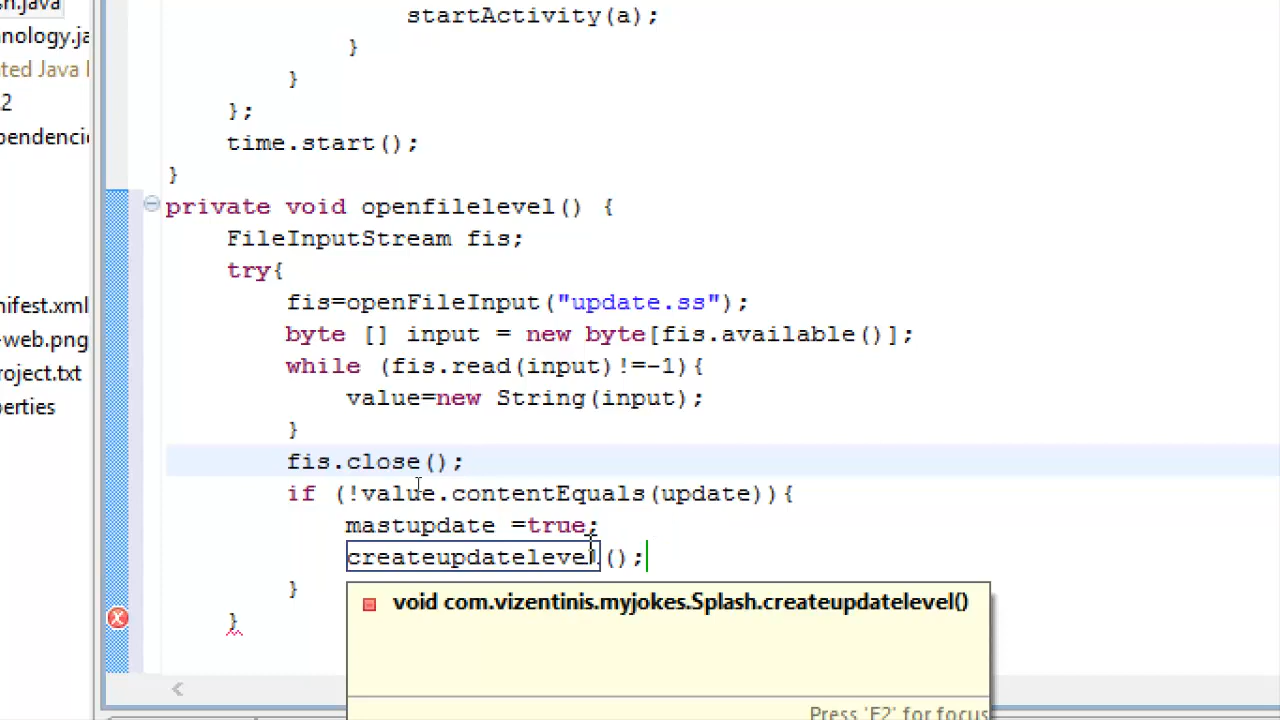 sh.java
startActivity(a);
nology.ja
}
ted Java
}
2
};
pendenci
time.start();
}
private void openfilelevel() {
FileInputStream fis;
try{
nifest.xml
fis=openFileInput("update.ss");
-web.png
byte [] input = new byte[fis.available()];
roject.txt
while (fis.read(input)!=-1){
perties
value=new String(input);
}
fis.close();
if (!value.contentEquals(update)){
mastupdate =true;
createupdatelevel();
}
void com.vizentinis.myjokes.Splash.createupdatelevel()
}
Press 'F2' for focus